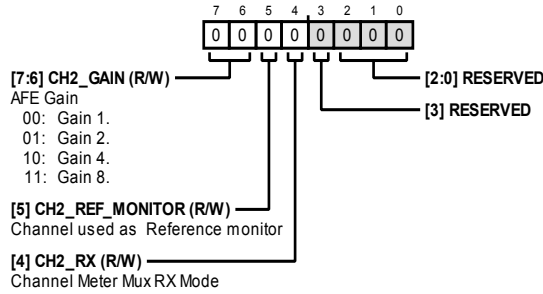 7 6 5 4 3 2 1 0
0 0 0 0 0 0 0 0
[7:6] CH2_GAIN (R/W)
AFE Gain
00: Gain 1.
01: Gain 2.
10: Gain 4.
11: Gain 8.
[5] CH2_REF_MONITOR (R/W)
Channel used as Reference monitor
[4] CH2_RX (R/W)
Channel Meter Mux RX Mode
[2:0] RESERVED
[3] RESERVED